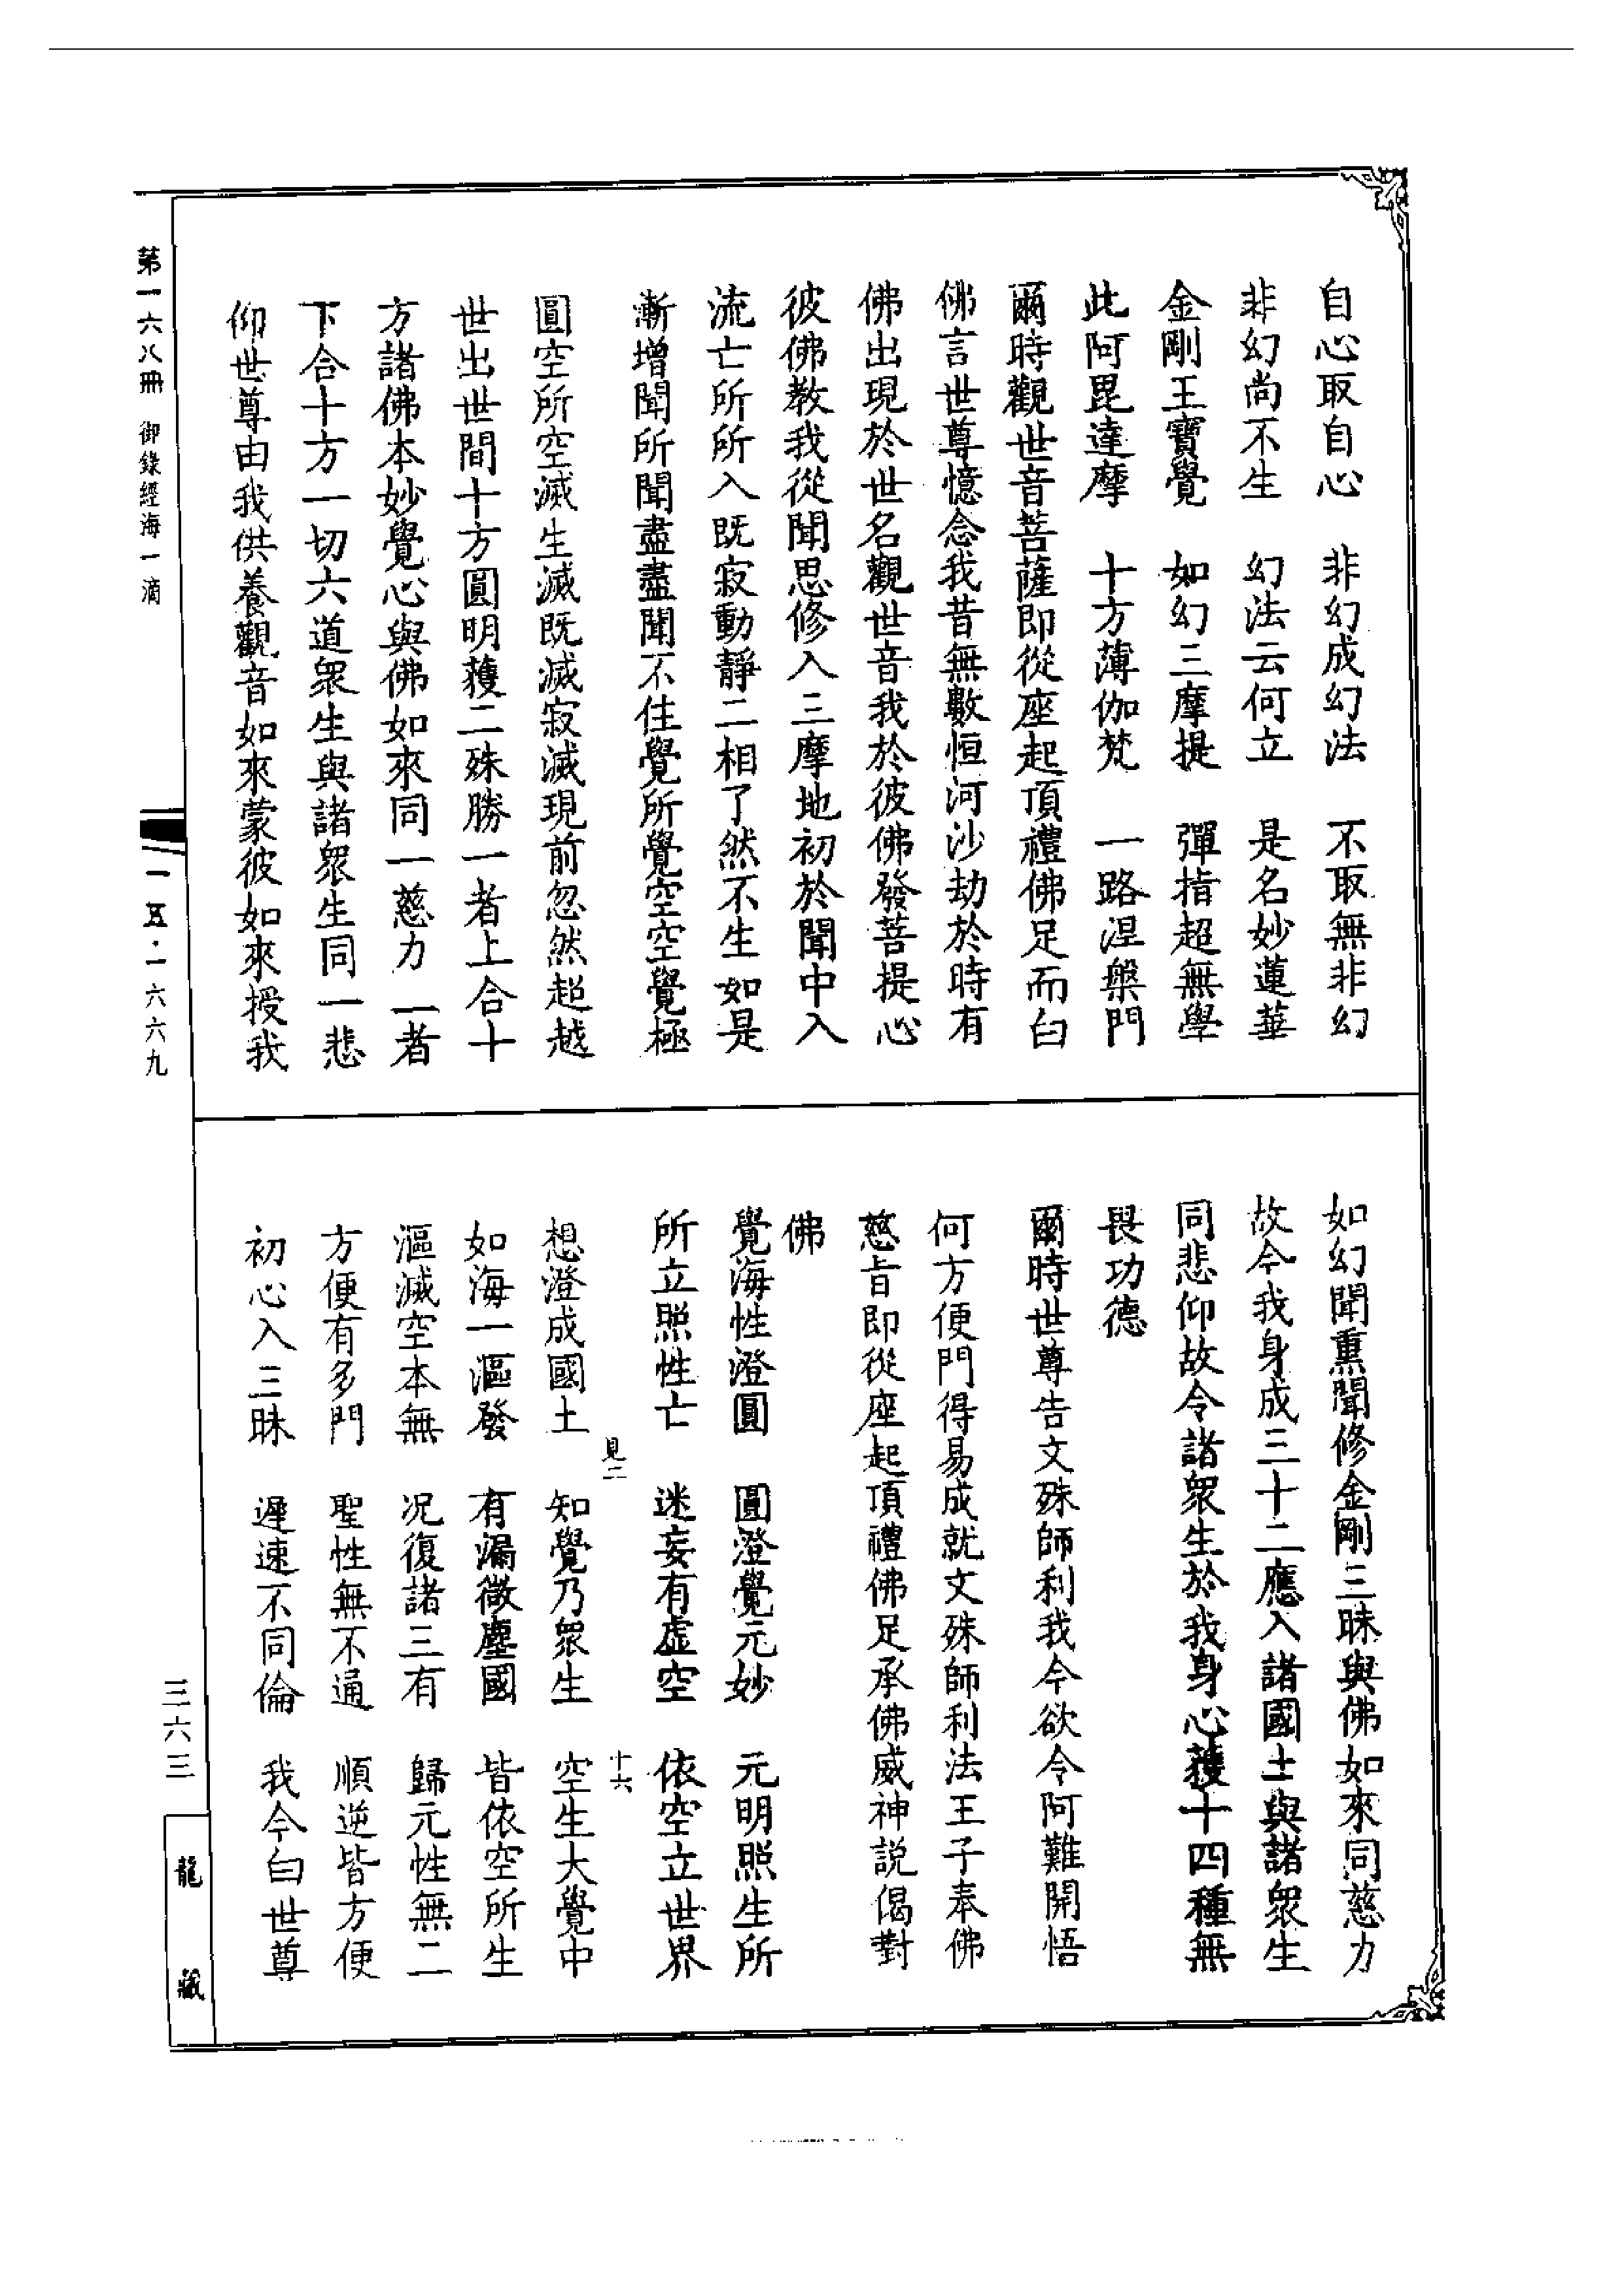 自心取自心　非幻成幻法　不取無非幻
非幻尚不生　幻法云何立　是名妙蓮華
金剛王寶覺　如幻三摩提　彈指超無學
此阿毘達摩　十方薄伽梵　一路涅槃門
爾時觀世音菩薩即從座起頂禮佛足而白
佛言世尊憶念我昔無數恒河沙劫於時有
佛出現於世名觀世音我於彼佛發菩提心
彼佛教我從聞思修入三摩地初於聞中入
流亡所所入既寂動靜二相了然不生如是
漸增聞所聞盡盡聞不住覺所覺空空覺極
圓空所空滅生滅既滅寂滅現前忽然超越
世出世間十方圓明獲二殊勝一者上合十
方諸佛本妙覺心與佛如來同一慈力二者
下合十方一切六道眾生與諸眾生同一悲
仰世尊由我供養觀音如來蒙彼如來授我
如幻聞熏聞修金剛三昧與佛如來同慈力
故令我身成三十二應入諸國土與諸眾生
同悲仰故令諸眾生於我身心獲十四種無
畏功德
爾時世尊告文殊師利我今欲令阿難開悟
何方便門得易成就文殊師利法王子奉佛
慈旨即從座起頂禮佛足承佛威神說偈對
佛
覺海性澄圓　圓澄覺元妙　元明照生所
所立照性亡　迷妄有虛空　依空立世界
見二　十六
想澄成國土　知覺乃眾生　空生大覺中
如海一漚發　有漏微塵國　皆依空所生
漚滅空本無　況復諸三有　歸元性無二
方便有多門　聖性無不通　順逆皆方便
初心入三昧　遲速不同倫　我今白世尊
第一六八冊　御錄經海一滴
一五・一六六九
三六三
龍藏